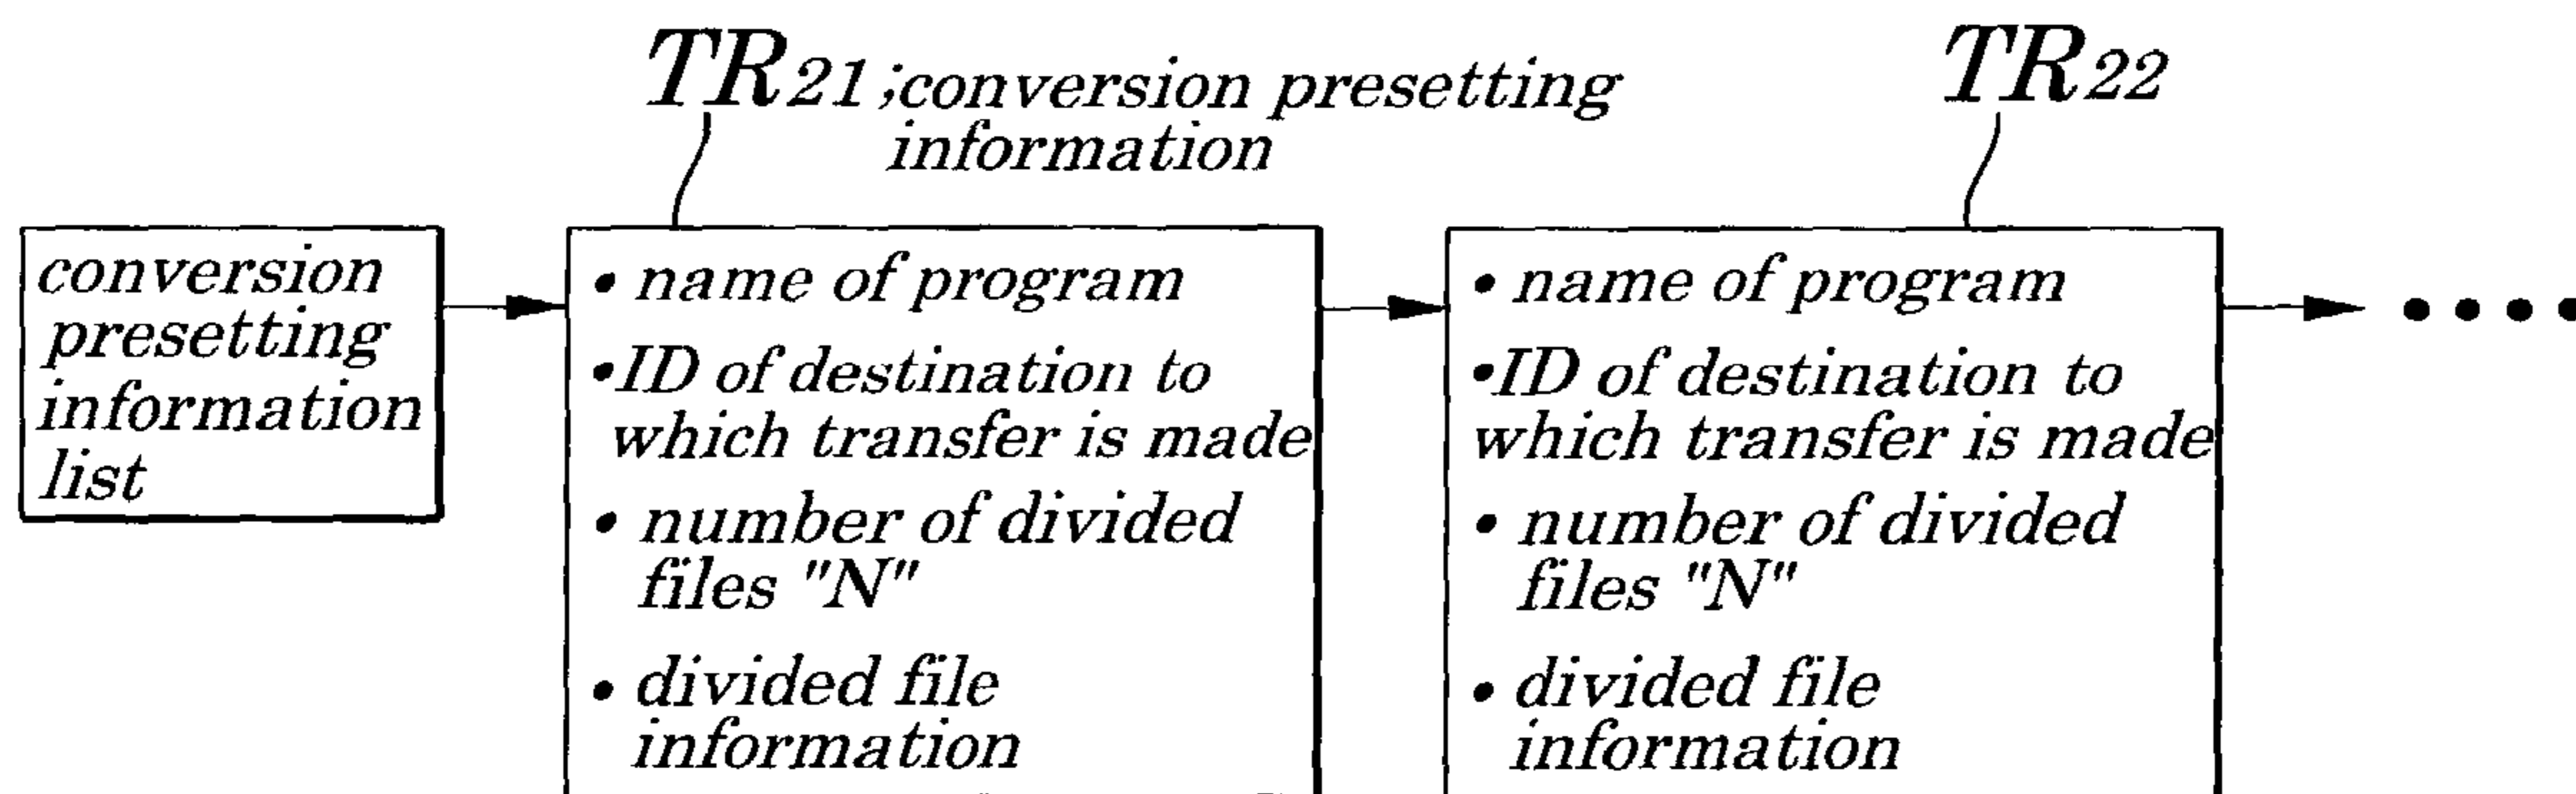 TR21;conversion presetting
information
TR22
conversion
presetting
information
list
• name of program
•ID of destination to
which transfer is made
• number of divided
files "N"
• divided file
information
• name of program
•ID of destination to
which transfer is made
• number of divided
files "N"
• divided file
information